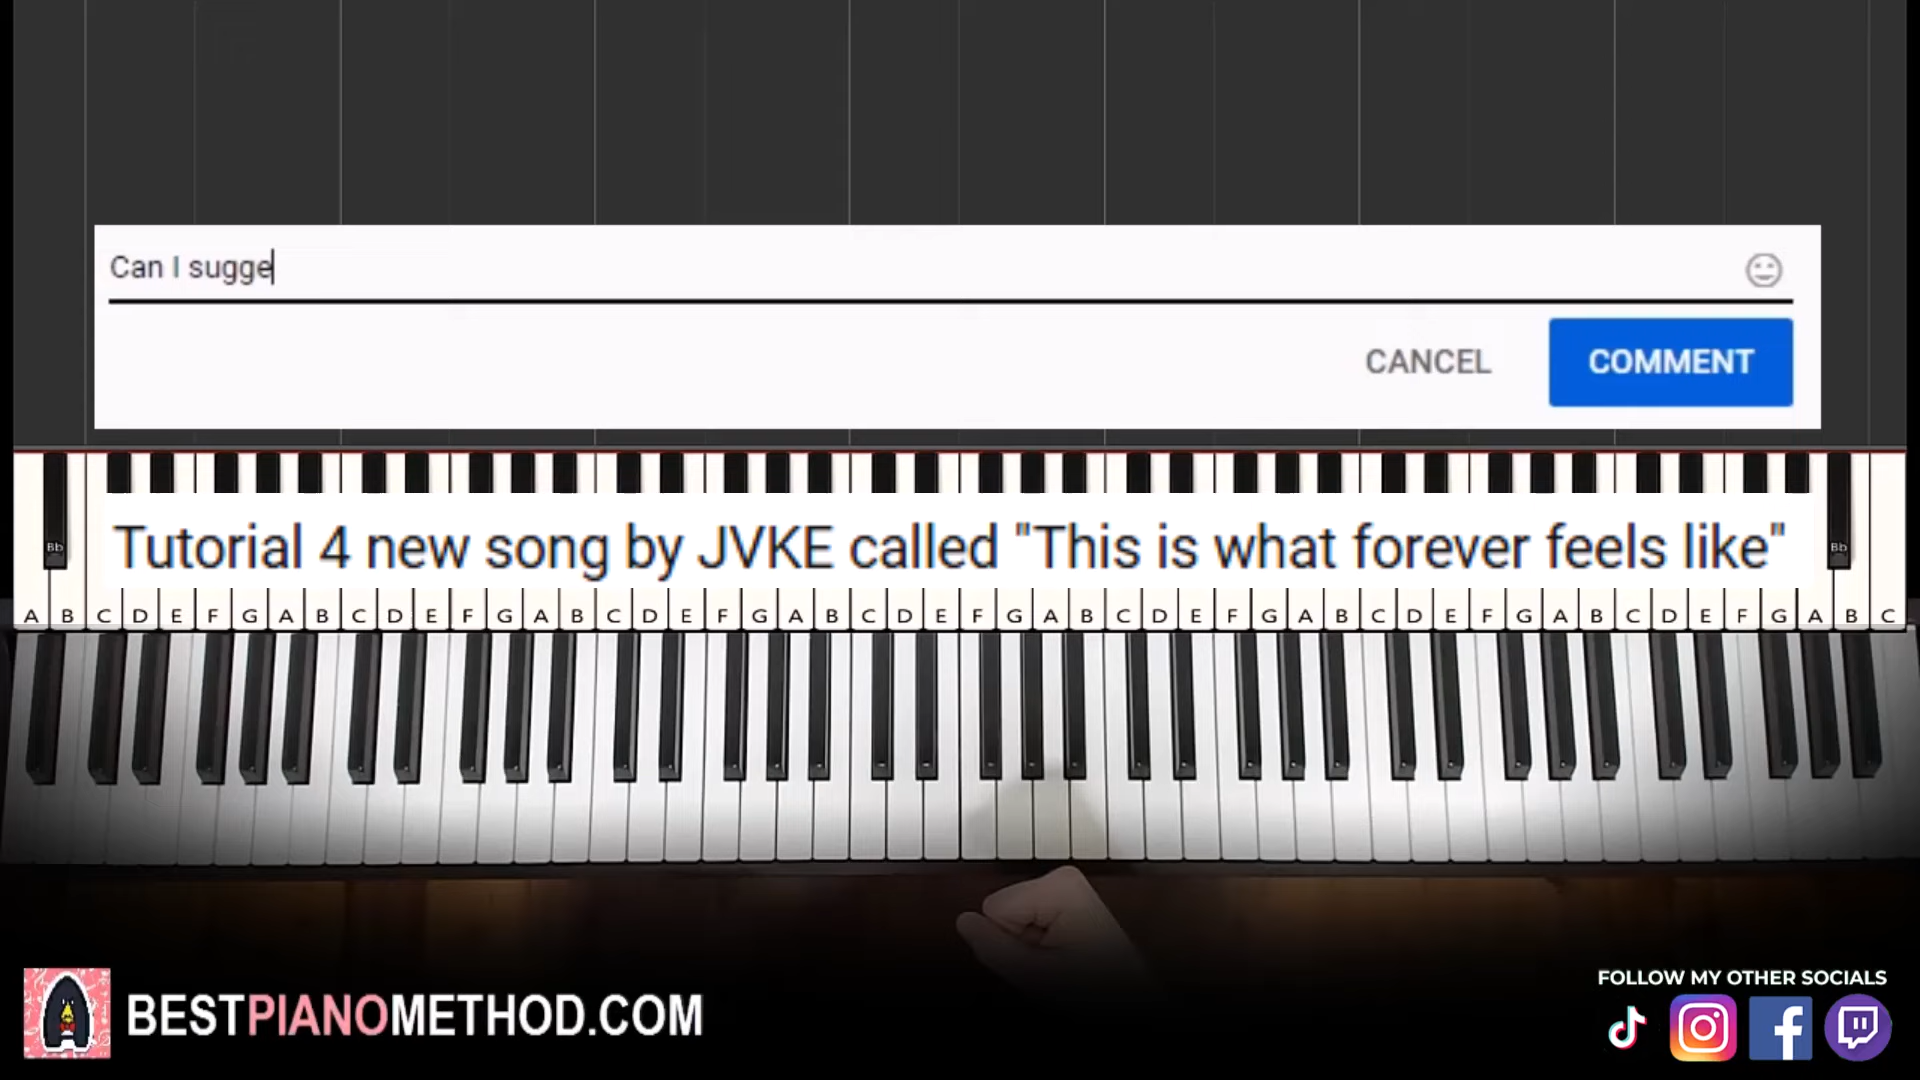 Can I sugge
CANCEL
COMMENT
Bb
Tutorial 4 new song by JVKE called "This is what forever feels like"
Bb
A B C D E F G A B C D E F G A B C D E F G A B C D E F G A B C D E F G A B C D E F G A B C D E F G A B C
FOLLOW MY OTHER SOCIALS
BESTPIANOMETHOD.COM